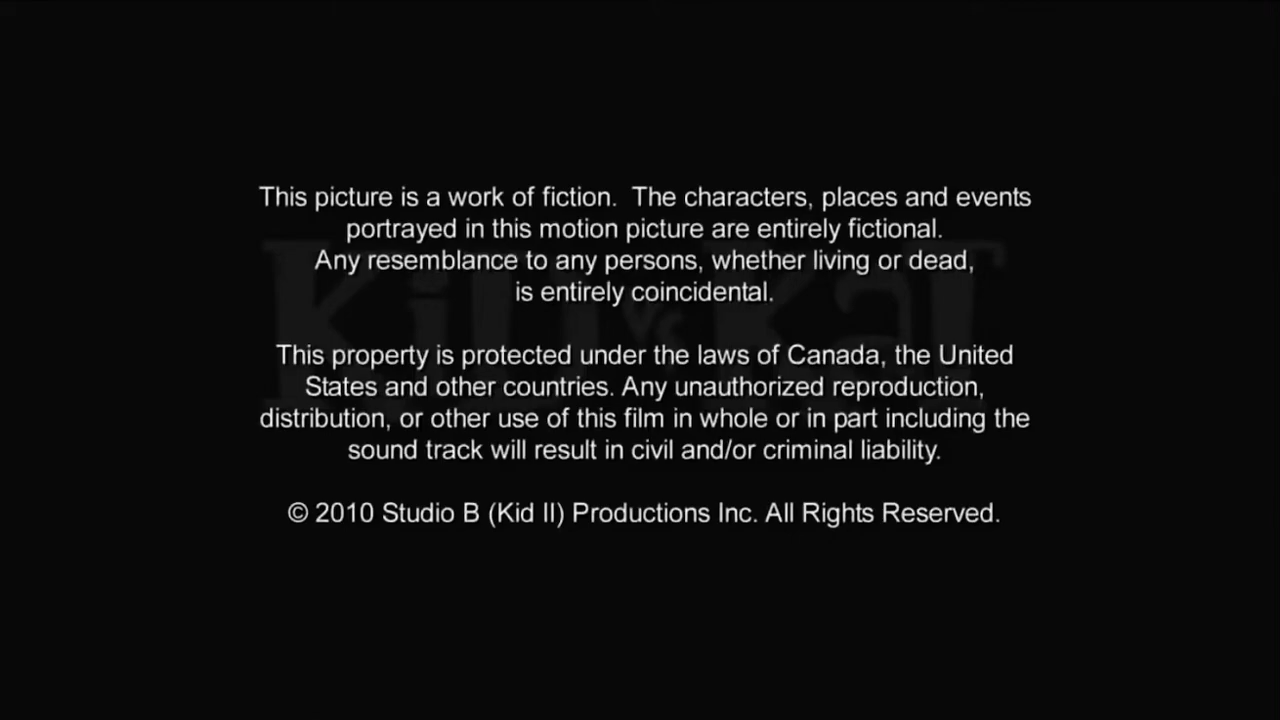 This picture is a work of fiction.  The characters, places and events
portrayed in this motion picture are entirely fictional.
Any resemblance to any persons, whether living or dead,
is entirely coincidental.
This property is protected under the laws of Canada, the United
States and other countries. Any unauthorized reproduction,
distribution, or other use of this film in whole or in part including the
sound track will result in civil and/or criminal liability.
© 2010 Studio B (Kid II) Productions Inc. All Rights Reserved.